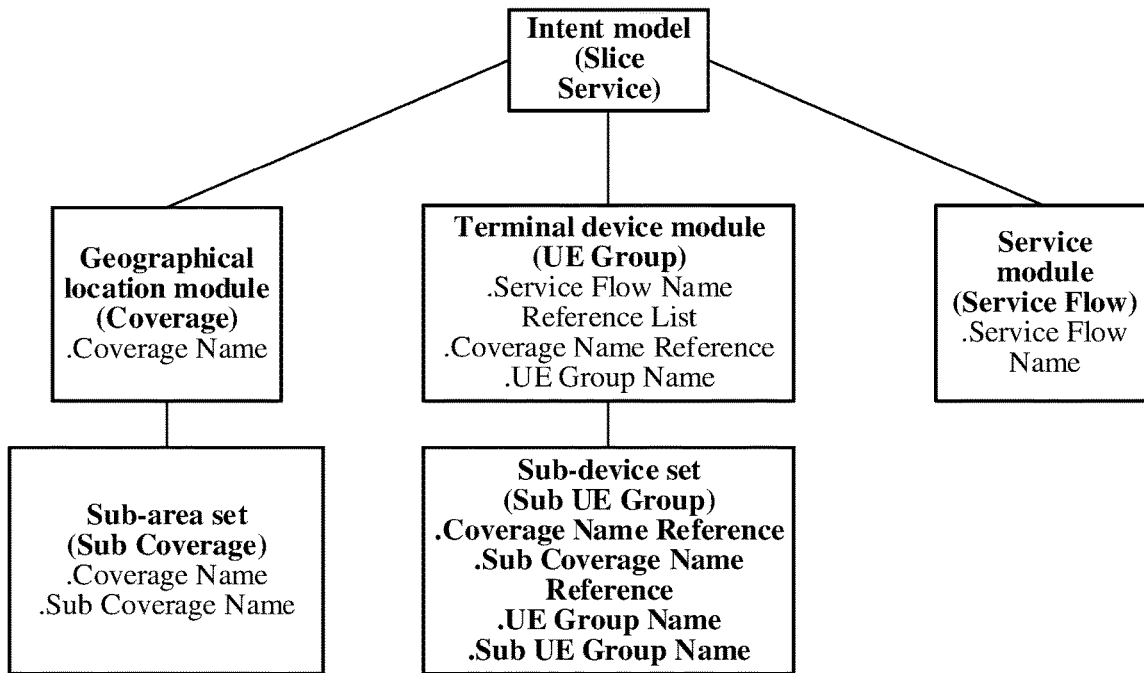 Intent model
(Slice
Service)
Geographical
location module
(Coverage)
.Coverage Name
Terminal device module
(UE Group)
.Service Flow Name
Reference List
.Coverage Name Reference
.UE Group Name
Service
module
(Service Flow)
.Service Flow
Name
Sub-area set
(Sub Coverage)
.Coverage Name
.Sub Coverage Name
Sub-device set
(Sub UE Group)
.Coverage Name Reference
.Sub Coverage Name
Reference
.UE Group Name
.Sub UE Group Name